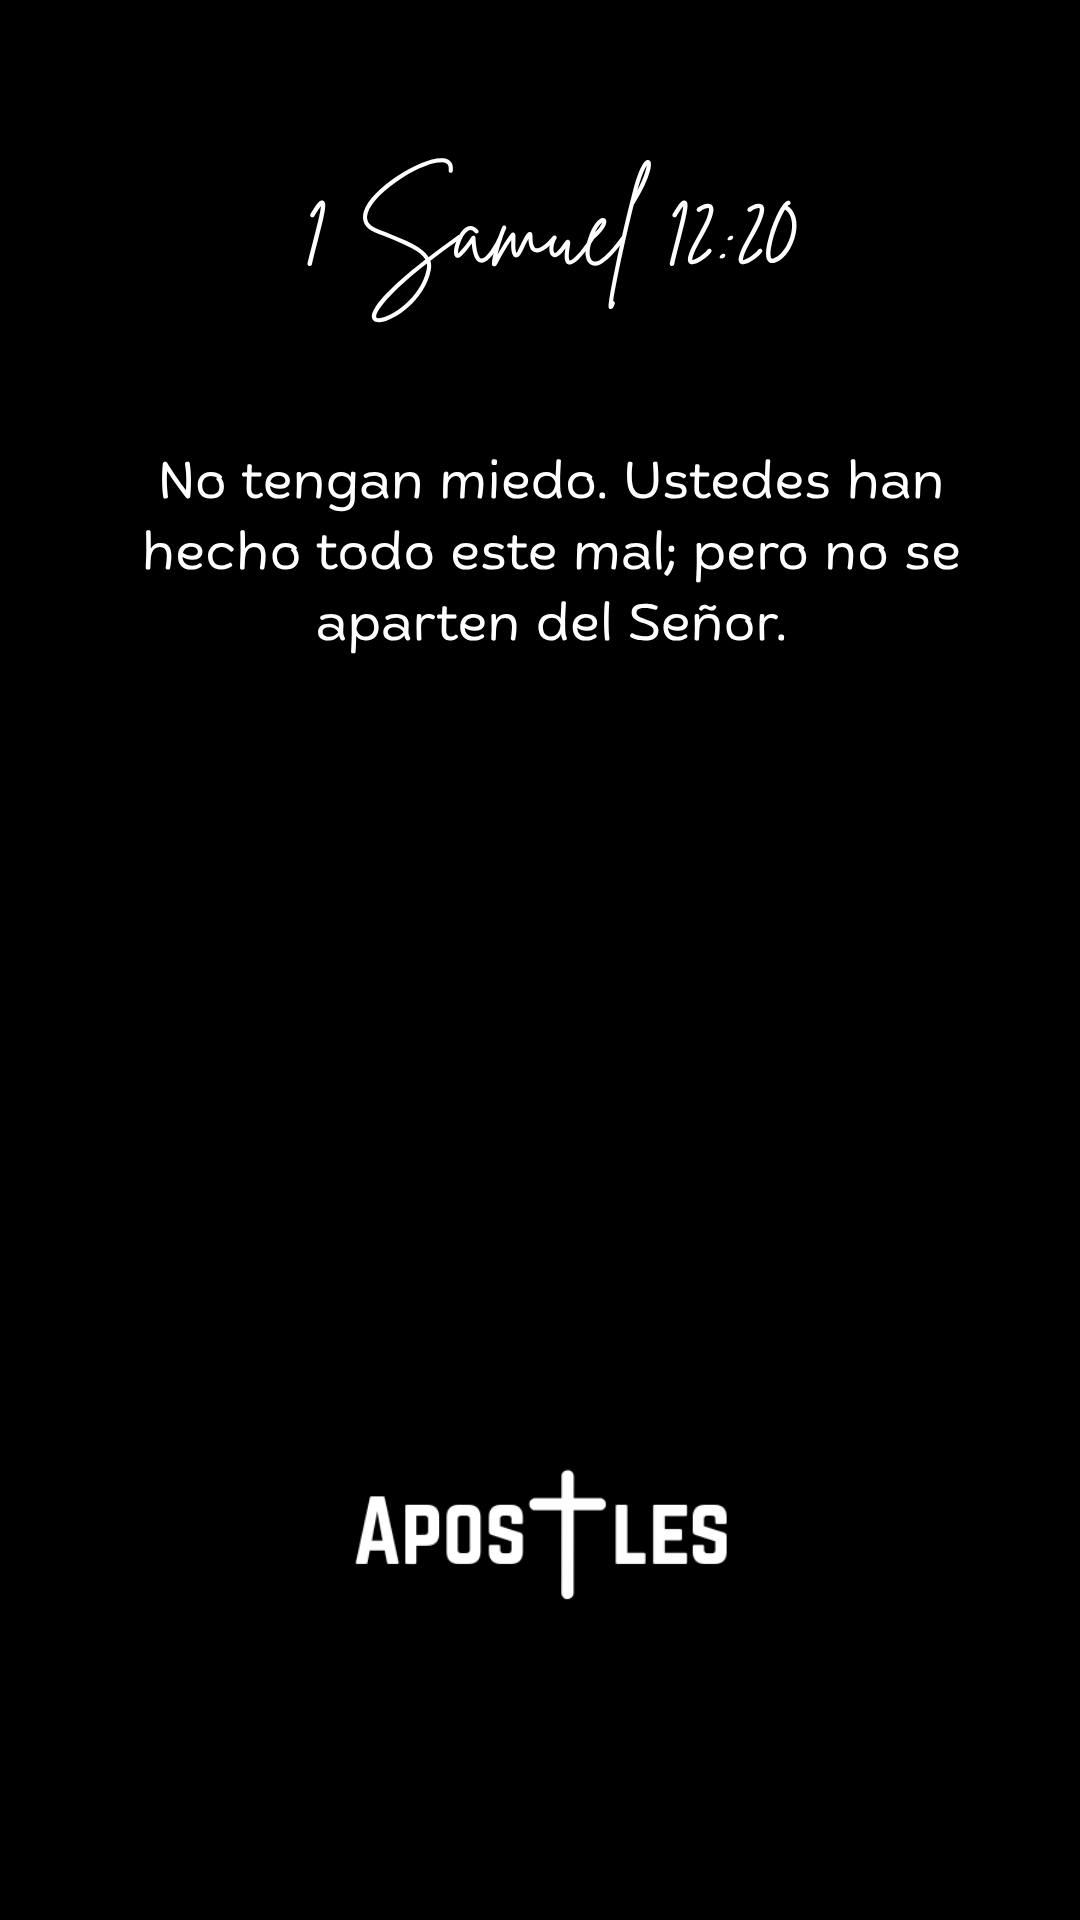 1 Samuel 12:20
No tengan miedo. Ustedes han
hecho todo este mal; pero no se
aparten del Señor.
APOSTLES